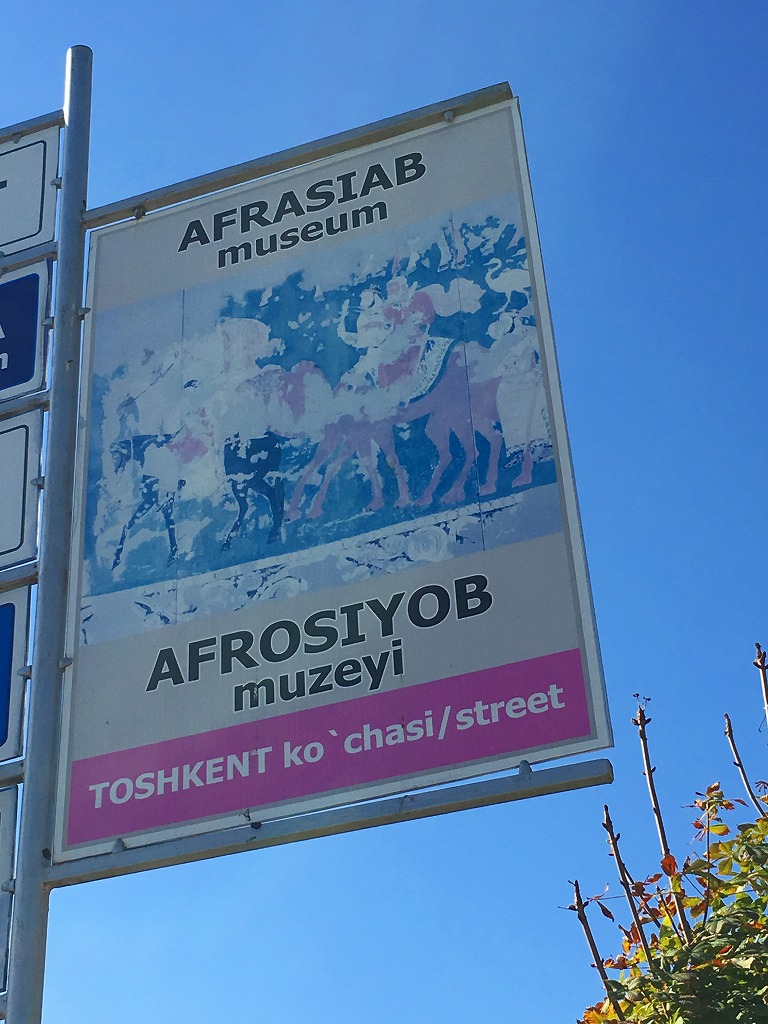 AFRASIAB
museum
AFROSIYOB
muzeyi
TOSHKENT ko`chasi/street